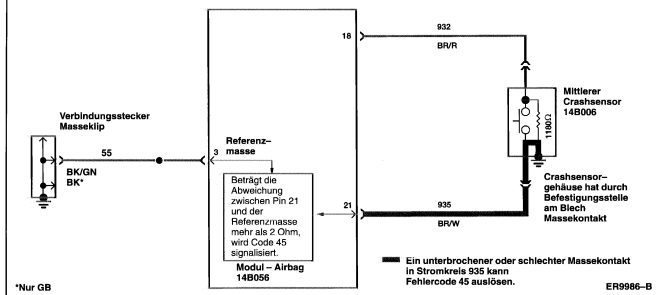 18
932
BR/R
Mittlerer
Crashsensor
14B006
1180Ω
Verbindungsstecker
Masseklip
55
BK/GN
BK*
3
Referenz–
masse
Beträgt die
Abweichung
zwischen Pin 21
und der
Referenzmasse
mehr als 2 Ohm,
wird Code 45
signalisiert.
Modul – Airbag
14B056
21
935
BR/W
Crashsensor–
gehäuse hat durch
Befestigungsstelle
am Blech
Massekontakt
Ein unterbrochener oder schlechter Massekontakt
in Stromkreis 935 kann
Fehlercode 45 auslösen.
*Nur GB
ER9986–B